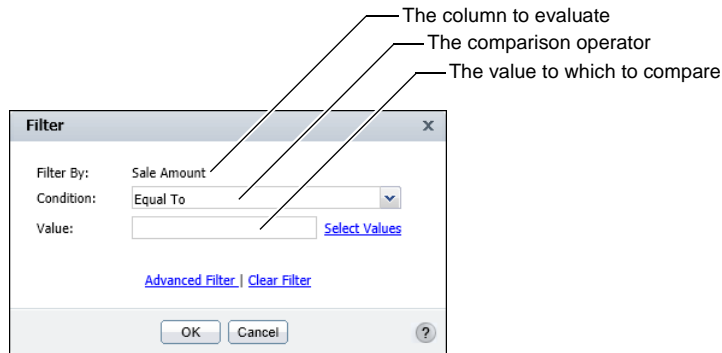 The column to evaluate
The comparison operator
The value to which to compare
Filter x
Filter By: Sale Amount
Condition: Equal To
Value: Select Values
Advanced Filter | Clear Filter
OK Cancel ?